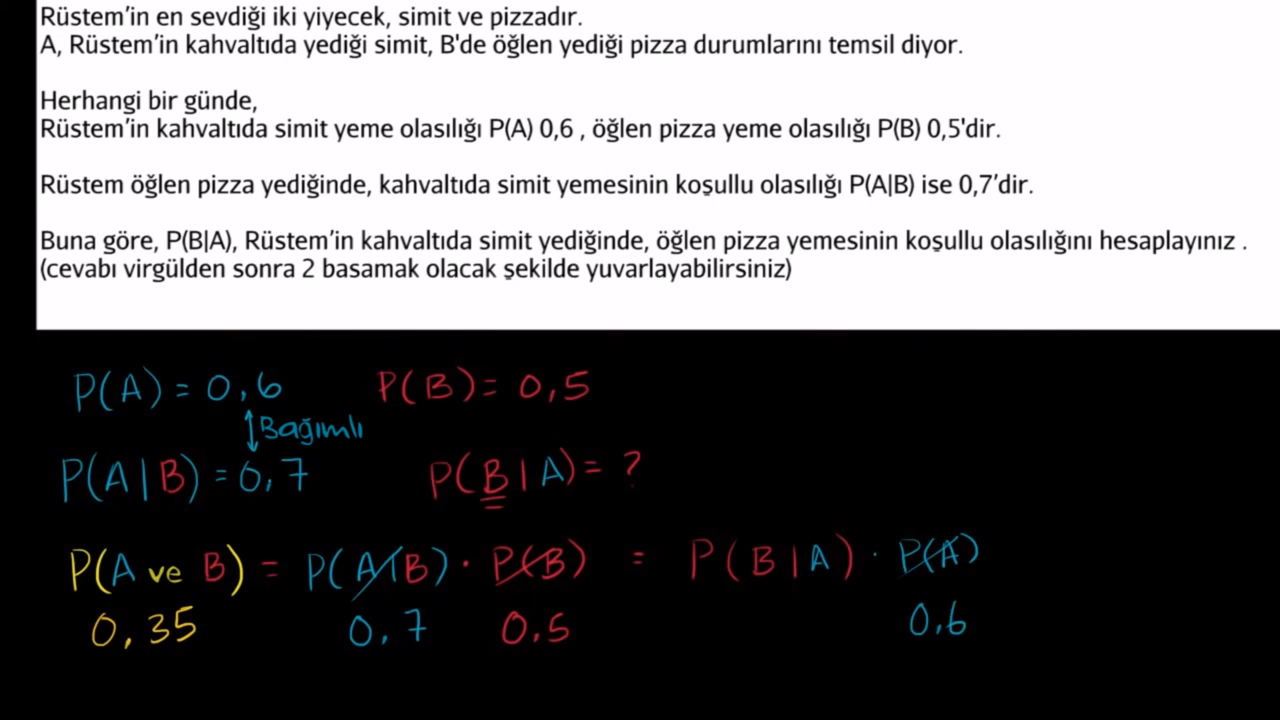 Rüstem'in en sevdiği iki yiyecek, simit ve pizzadır.
A, Rüstem'in kahvaltıda yediği simit, B'de öğlen yediği pizza durumlarını temsil diyor.
Herhangi bir günde,
Rüstem'in kahvaltıda simit yeme olasılığı P(A) 0,6 , öğlen pizza yeme olasılığı P(B) 0,5'dir.
Rüstem öğlen pizza yediğinde, kahvaltıda simit yemesinin koşullu olasılığı P(A|B) ise 0,7'dir.
Buna göre, P(B|A), Rüstem'in kahvaltıda simit yediğinde, öğlen pizza yemesinin koşullu olasılığını hesaplayınız .
(cevabı virgülden sonra 2 basamak olacak şekilde yuvarlayabilirsiniz)
P(A) = 0,6 P(B) = 0,5
↕Bağımlı
P(A|B) = 0,7 P(B|A) = ?
P(A ve B) = P(A|B) · P(B) = P(B|A) · P(A)
0,35 0,7 0,5 0,6